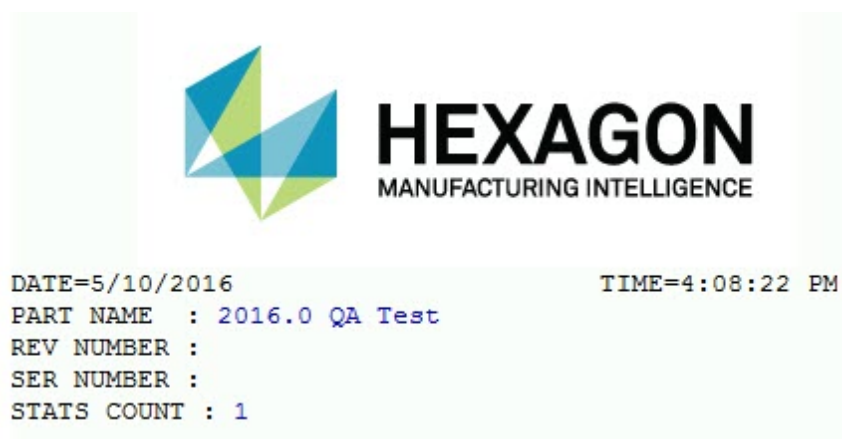 HEXAGON
MANUFACTURING INTELLIGENCE
DATE=5/10/2016 TIME=4:08:22 PM
PART NAME : 2016.0 QA Test
REV NUMBER :
SER NUMBER :
STATS COUNT : 1